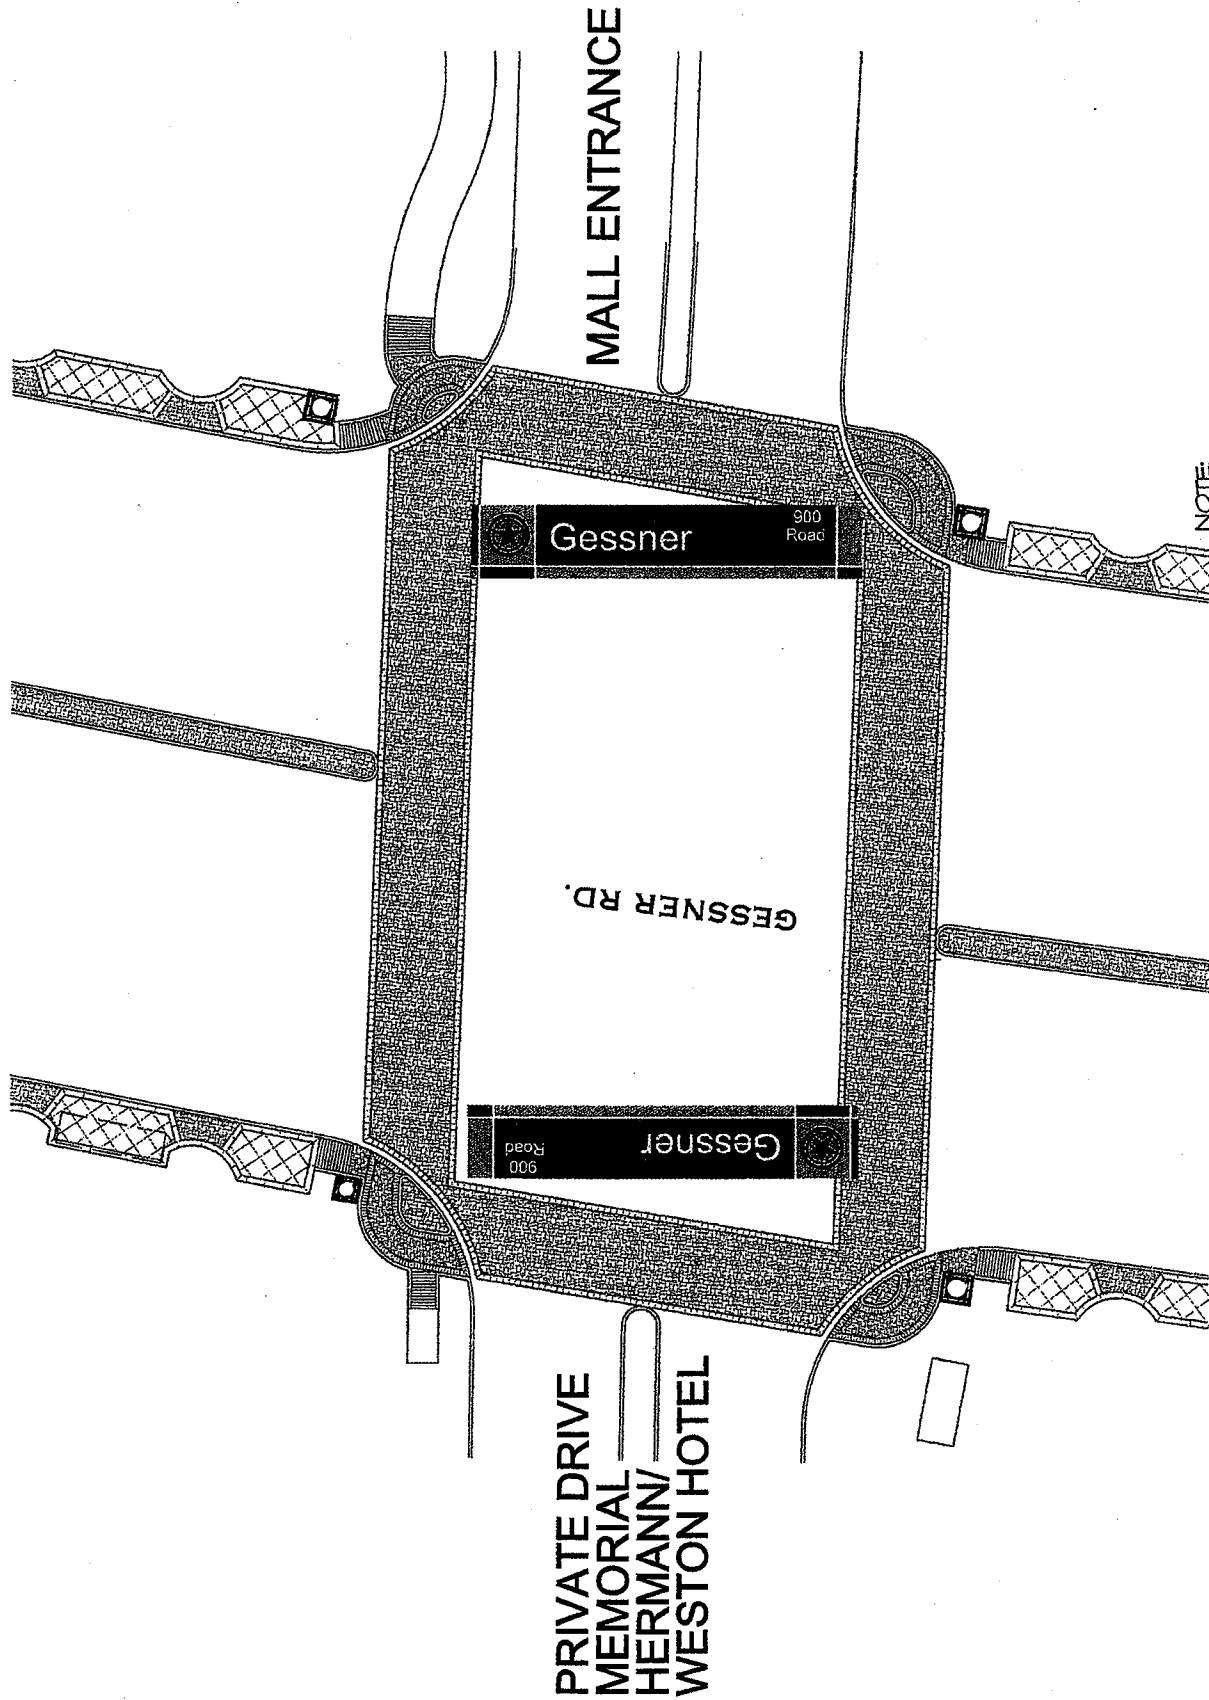 MALL ENTRANCE
Gessner
900
Road
GESSNER RD.
Gessner
900
Road
PRIVATE DRIVE
MEMORIAL
HERMANN/
WESTON HOTEL
NOTE: